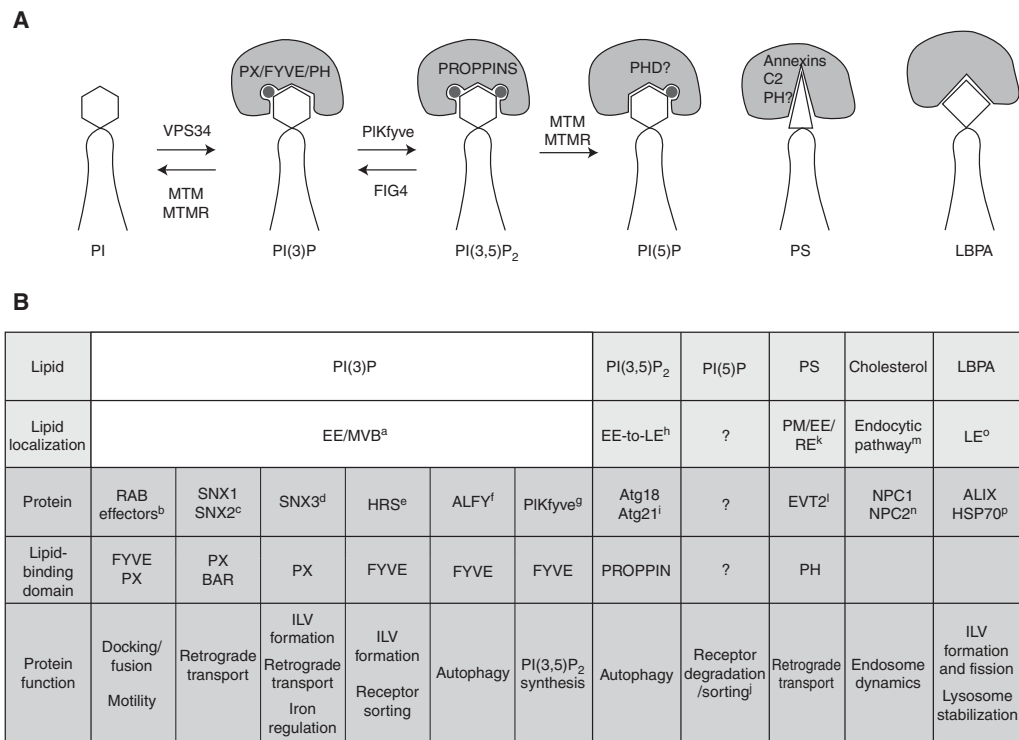 A
PX/FYVE/PH
PROPPINS
PHD?
Annexins
C2
PH?
VPS34
MTM
MTMR
PIKfyve
FIG4
MTM
MTMR
PI
PI(3)P
PI(3,5)P2
PI(5)P
PS
LBPA
B
Lipid
PI(3)P
PI(3,5)P2
PI(5)P
PS
Cholesterol
LBPA
Lipid
localization
EE/MVBa
EE-to-LEh
?
PM/EE/
REk
Endocytic
pathwaym
LEo
Protein
RAB
effectorsb
SNX1
SNX2c
SNX3d
HRSe
ALFYf
PIKfyveg
Atg18
Atg21i
?
EVT2l
NPC1
NPC2n
ALIX
HSP70p
Lipid-
binding
domain
FYVE
PX
PX
BAR
PX
FYVE
FYVE
FYVE
PROPPIN
?
PH
Protein
function
Docking/
fusion
Motility
Retrograde
transport
ILV
formation
Retrograde
transport
Iron
regulation
ILV
formation
Receptor
sorting
Autophagy
PI(3,5)P2
synthesis
Autophagy
Receptor
degradation
/sortingj
Retrograde
transport
Endosome
dynamics
ILV
formation
and fission
Lysosome
stabilization